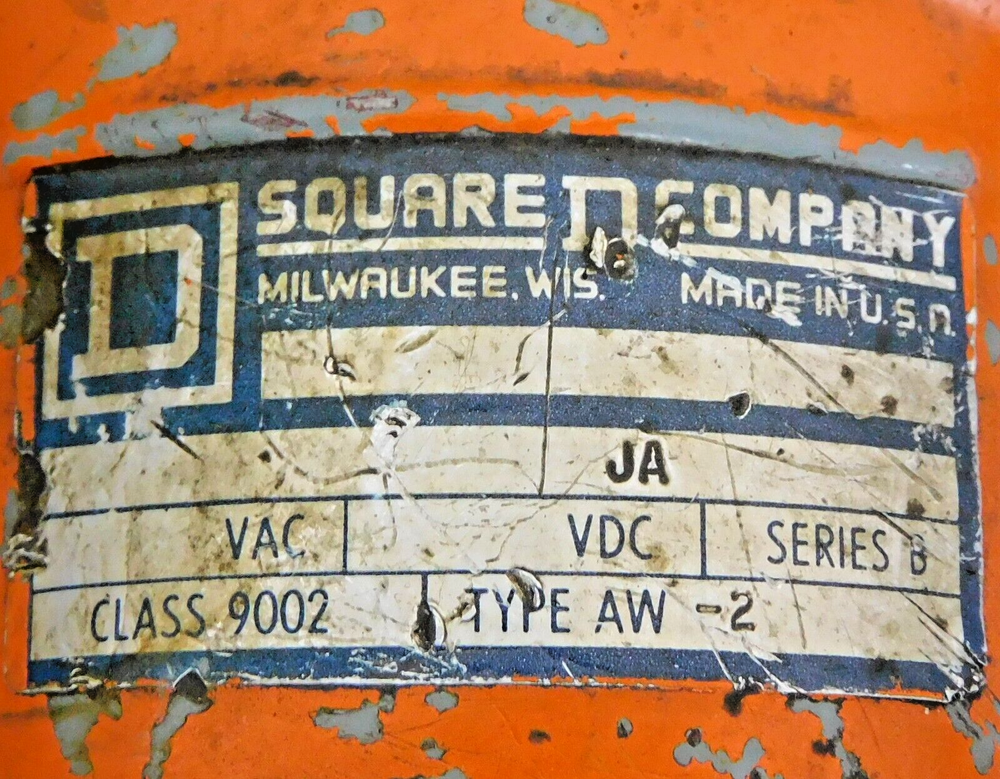 D SQUARE D COMPANY
MILWAUKEE, WIS. MADE IN U.S.A.
JA
VAC VDC SERIES B
CLASS 9002 TYPE AW -2